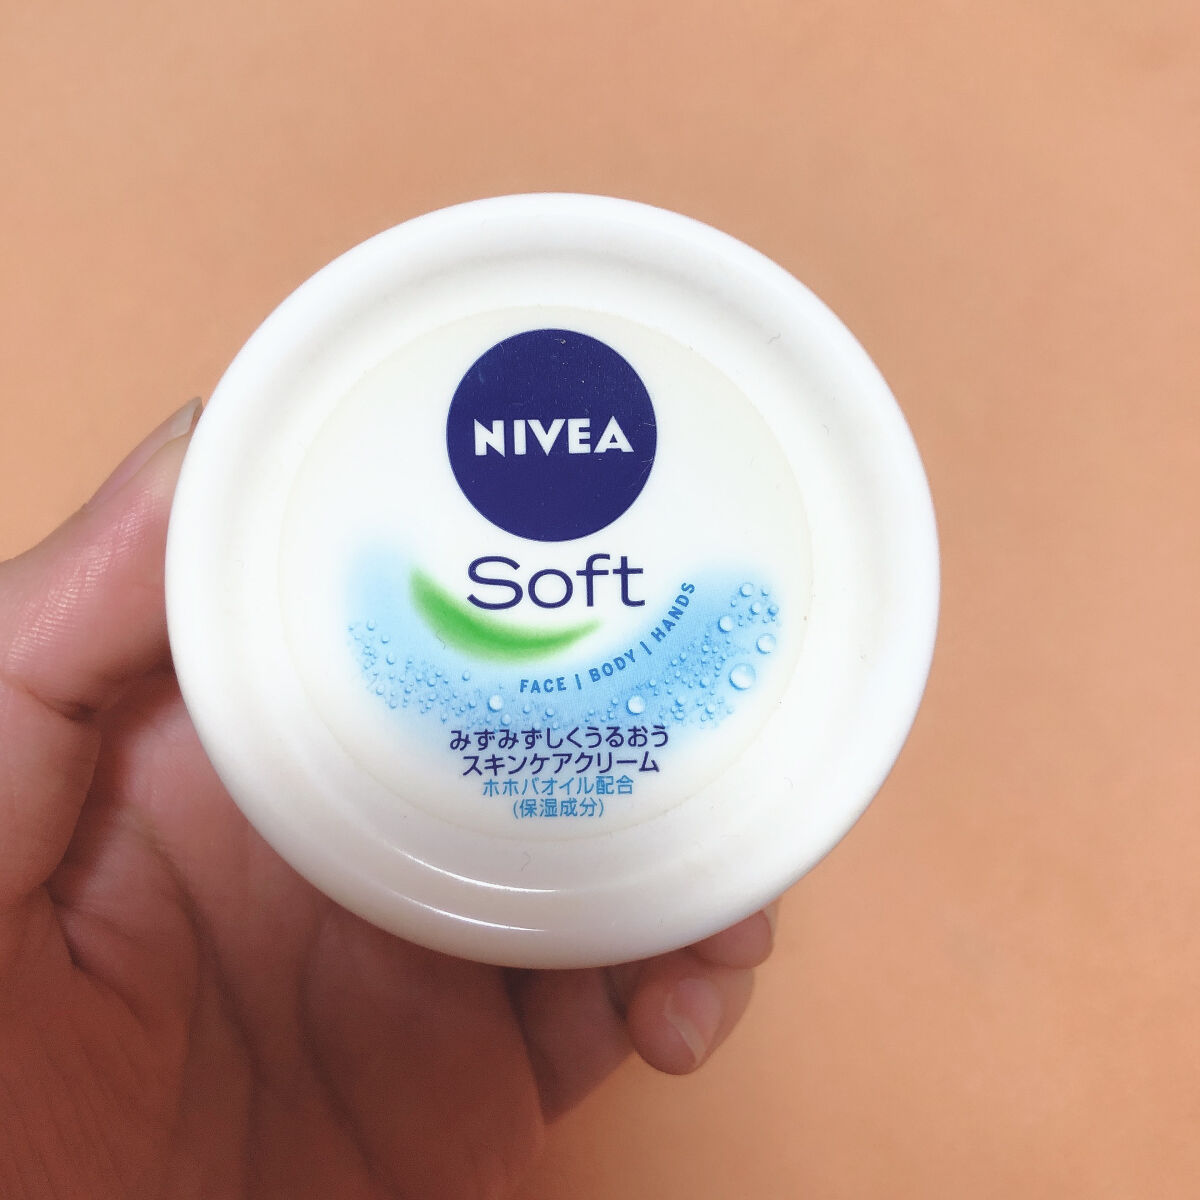 NIVEA
Soft
FACE | BODY | HANDS
みずみずしくうるおう
スキンケアクリーム
ホホバオイル配合
(保湿成分)